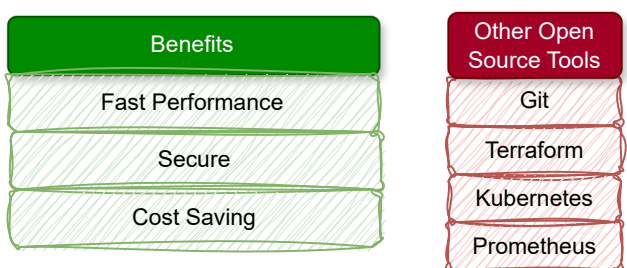 Benefits
Fast Performance
Secure
Cost Saving
Other Open
Source Tools
Git
Terraform
Kubernetes
Prometheus